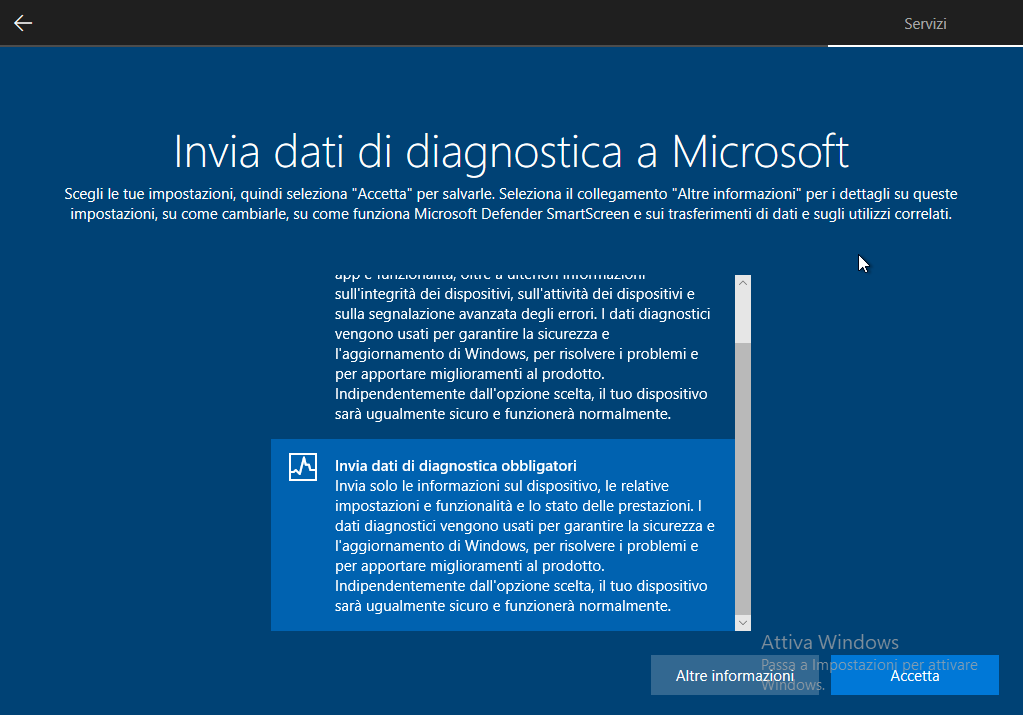 Servizi
Invia dati di diagnostica a Microsoft
Scegli le tue impostazioni, quindi seleziona "Accetta" per salvarle. Seleziona il collegamento "Altre informazioni" per i dettagli su queste
impostazioni, su come cambiarle, su come funziona Microsoft Defender SmartScreen e sui trasferimenti di dati e sugli utilizzi correlati.
app e funzionalità, oltre a ulteriori informazioni
sull'integrità dei dispositivi, sull'attività dei dispositivi e
sulla segnalazione avanzata degli errori. I dati diagnostici
vengono usati per garantire la sicurezza e
l'aggiornamento di Windows, per risolvere i problemi e
per apportare miglioramenti al prodotto.
Indipendentemente dall'opzione scelta, il tuo dispositivo
sarà ugualmente sicuro e funzionerà normalmente.
Invia dati di diagnostica obbligatori
Invia solo le informazioni sul dispositivo, le relative
impostazioni e funzionalità e lo stato delle prestazioni. I
dati diagnostici vengono usati per garantire la sicurezza e
l'aggiornamento di Windows, per risolvere i problemi e
per apportare miglioramenti al prodotto.
Indipendentemente dall'opzione scelta, il tuo dispositivo
sarà ugualmente sicuro e funzionerà normalmente.
Attiva Windows
Passa a Impostazioni per attivare
Windows.
Altre informazioni
Accetta